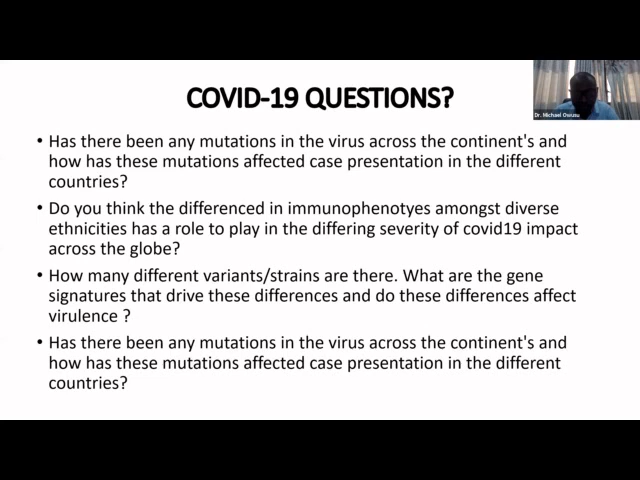 COVID-19 QUESTIONS?
Dr. Michael Owusu
• Has there been any mutations in the virus across the continent's and
how has these mutations affected case presentation in the different
countries?
• Do you think the differenced in immunophenotyes amongst diverse
ethnicities has a role to play in the differing severity of covid19 impact
across the globe?
• How many different variants/strains are there. What are the gene
signatures that drive these differences and do these differences affect
virulence ?
• Has there been any mutations in the virus across the continent's and
how has these mutations affected case presentation in the different
countries?